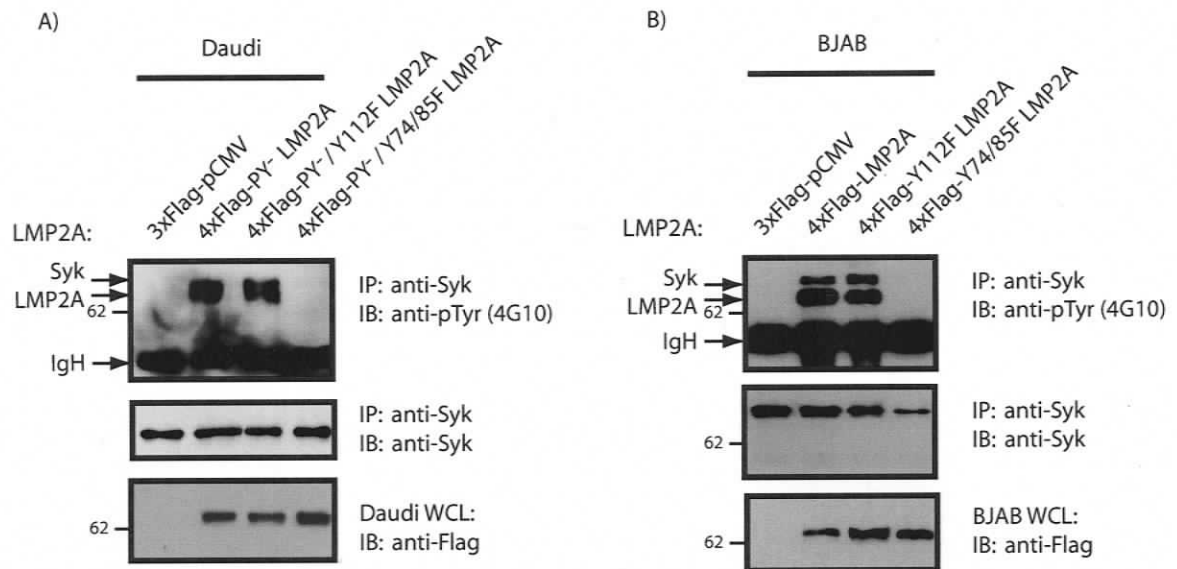 A)
Daudi
3xFlag-pCMV
4xFlag-PY⁻ LMP2A
4xFlag-PY⁻ / Y112F LMP2A
4xFlag-PY⁻ / Y74/85F LMP2A
LMP2A:
Syk
LMP2A
62
IgH
IP: anti-Syk
IB: anti-pTyr (4G10)
IP: anti-Syk
IB: anti-Syk
62
Daudi WCL:
IB: anti-Flag
B)
BJAB
3xFlag-pCMV
4xFlag-LMP2A
4xFlag-Y112F LMP2A
4xFlag-Y74/85F LMP2A
LMP2A:
Syk
LMP2A
62
IgH
IP: anti-Syk
IB: anti-pTyr (4G10)
62
IP: anti-Syk
IB: anti-Syk
62
BJAB WCL:
IB: anti-Flag